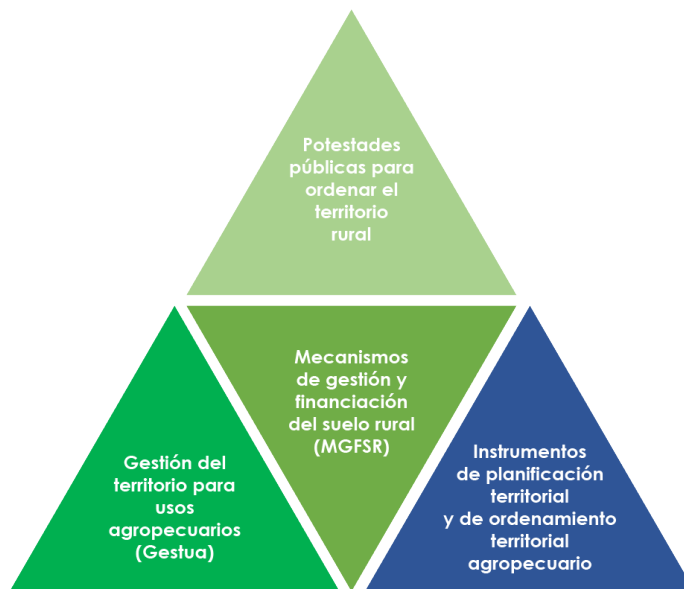 Potestades
públicas para
ordenar el
territorio
rural
Mecanismos
de gestión y
financiación
del suelo rural
(MGFSR)
Gestión del
territorio para
usos
agropecuarios
(Gestua)
Instrumentos
de planificación
territorial
y de ordenamiento
territorial
agropecuario